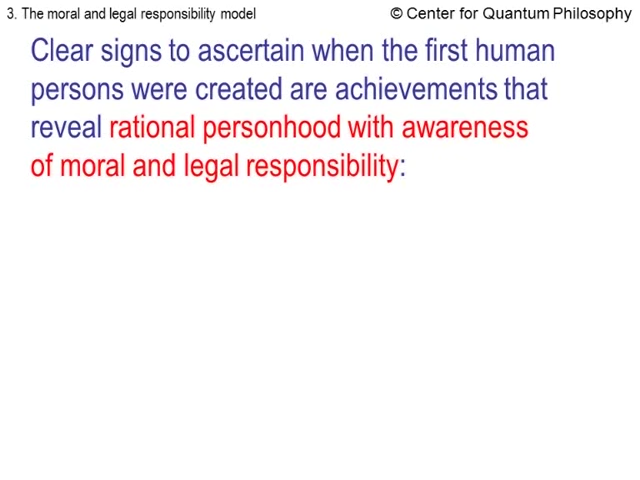 3. The moral and legal responsibility model
© Center for Quantum Philosophy
Clear signs to ascertain when the first human
persons were created are achievements that
reveal rational personhood with awareness
of moral and legal responsibility: